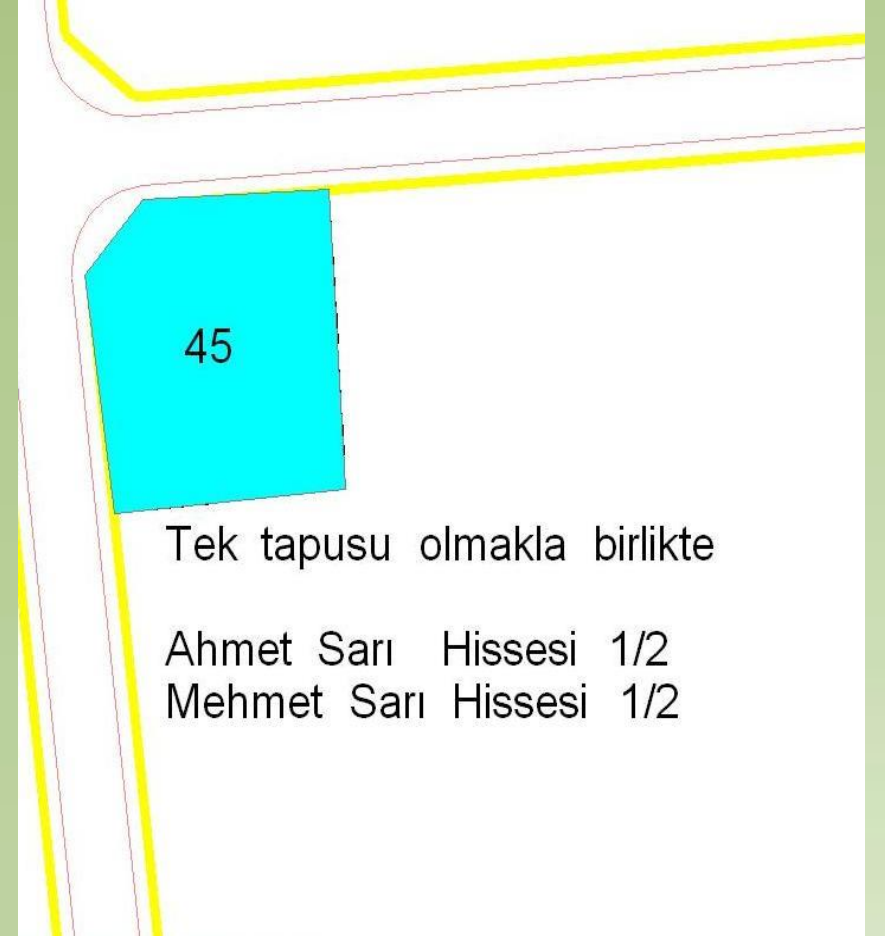 45
Tek tapusu olmakla birlikte
Ahmet Sarı Hissesi 1/2
Mehmet Sarı Hissesi 1/2